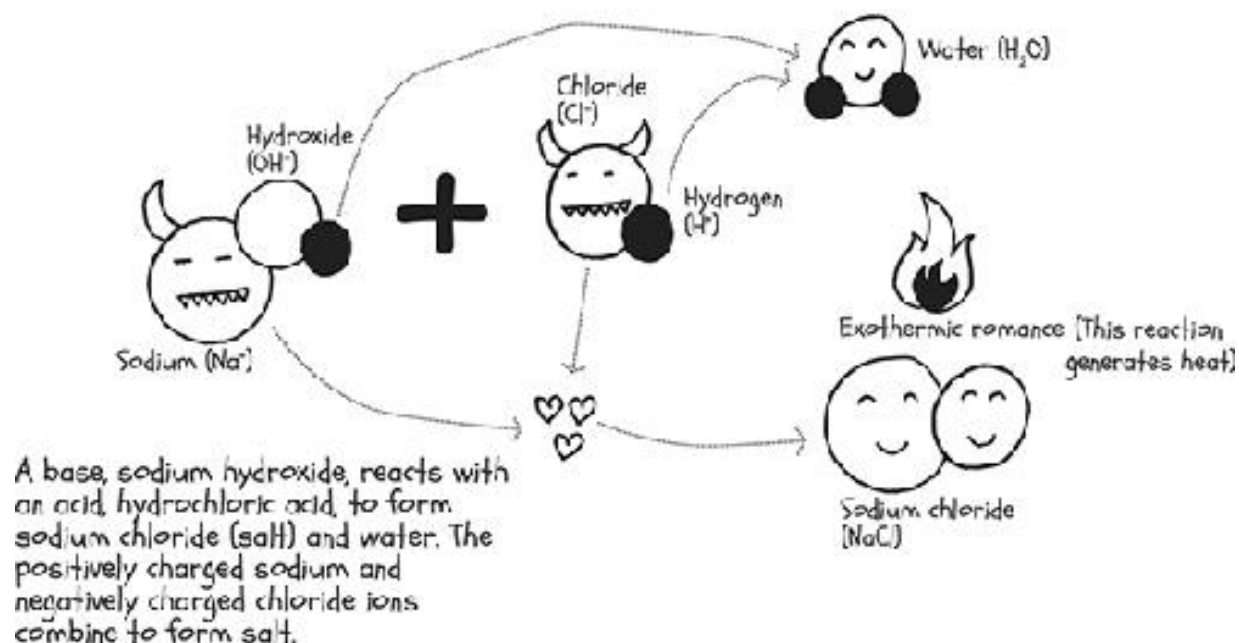 Water (H₂O)
Chloride
(Cl⁻)
Hydroxide
(OH⁻)
Hydrogen
(H⁺)
Sodium (Na⁺)
Exothermic romance (This reaction
generates heat)
Sodium chloride
(NaCl)
A base, sodium hydroxide, reacts with
an acid, hydrochloric acid, to form
sodium chloride (salt) and water. The
positively charged sodium and
negatively charged chloride ions
combine to form salt.